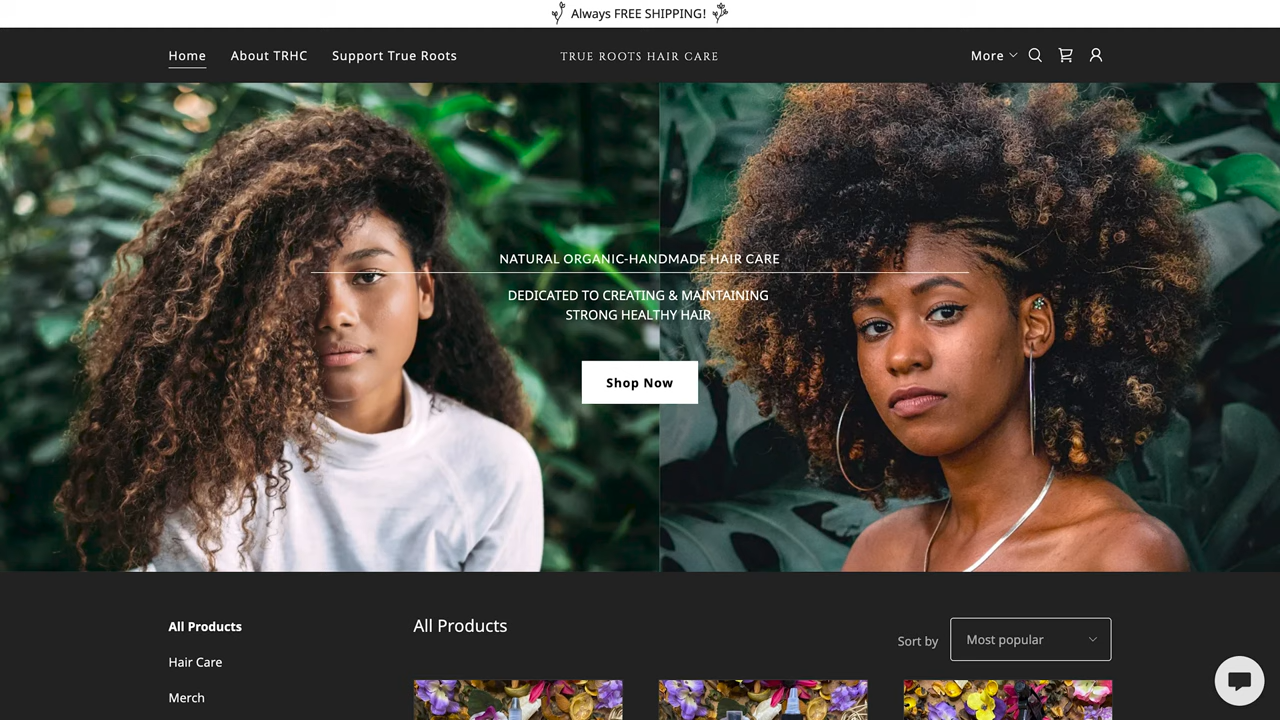 Always FREE SHIPPING!
Home
About TRHC
Support True Roots
TRUE ROOTS HAIR CARE
More
NATURAL ORGANIC-HANDMADE HAIR CARE
DEDICATED TO CREATING & MAINTAINING
STRONG HEALTHY HAIR
Shop Now
All Products
Hair Care
Merch
All Products
Sort by
Most popular